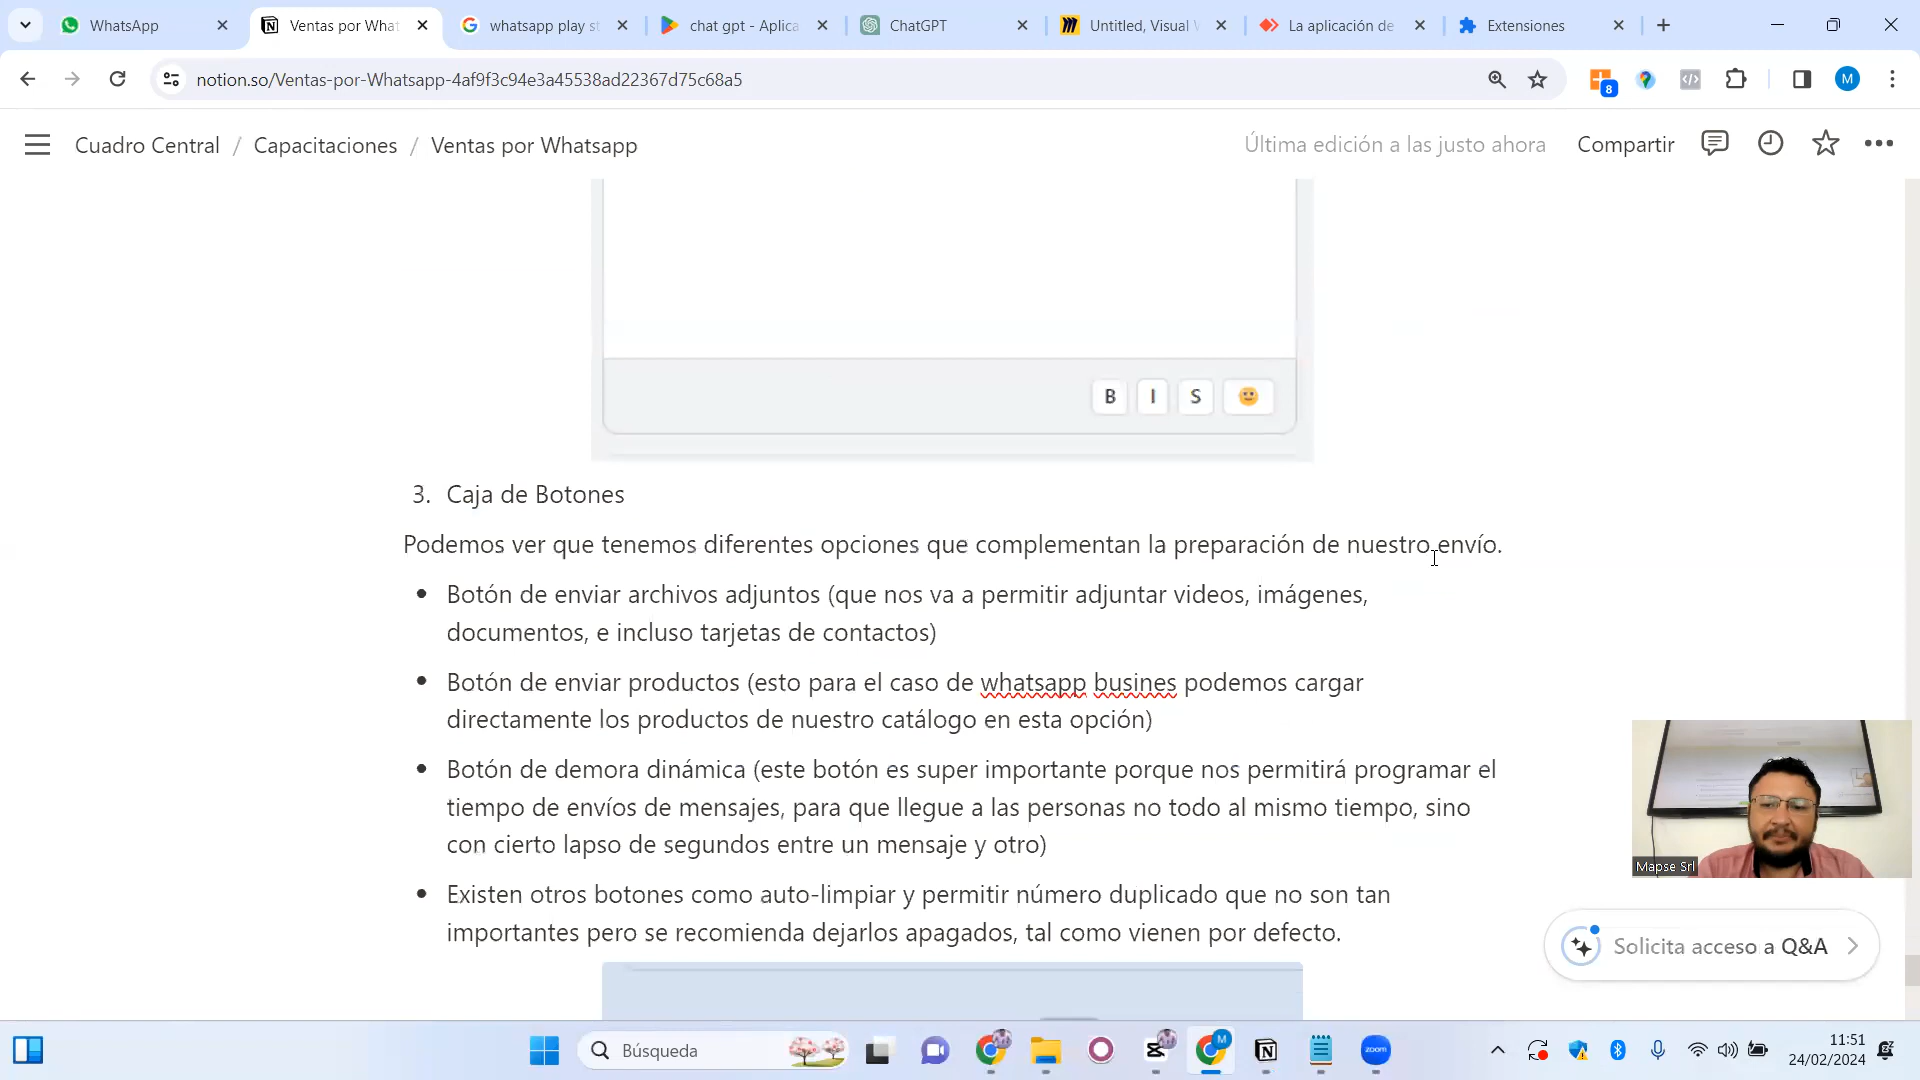 WhatsApp
Ventas por What
whatsapp play st
chat gpt - Aplica
ChatGPT
Untitled, Visual W
La aplicación de
Extensiones
notion.so/Ventas-por-Whatsapp-4af9f3c94e3a45538ad22367d75c68a5
8
M
Cuadro Central / Capacitaciones / Ventas por Whatsapp
Última edición a las justo ahora
Compartir
B I S
3. Caja de Botones
Podemos ver que tenemos diferentes opciones que complementan la preparación de nuestro envío.
• Botón de enviar archivos adjuntos (que nos va a permitir adjuntar videos, imágenes,
documentos, e incluso tarjetas de contactos)
• Botón de enviar productos (esto para el caso de whatsapp busines podemos cargar
directamente los productos de nuestro catálogo en esta opción)
• Botón de demora dinámica (este botón es super importante porque nos permitirá programar el
tiempo de envíos de mensajes, para que llegue a las personas no todo al mismo tiempo, sino
con cierto lapso de segundos entre un mensaje y otro)
• Existen otros botones como auto-limpiar y permitir número duplicado que no son tan
importantes pero se recomienda dejarlos apagados, tal como vienen por defecto.
Mapse Srl
Solicita acceso a Q&A
Búsqueda
M
zoom
11:51
24/02/2024